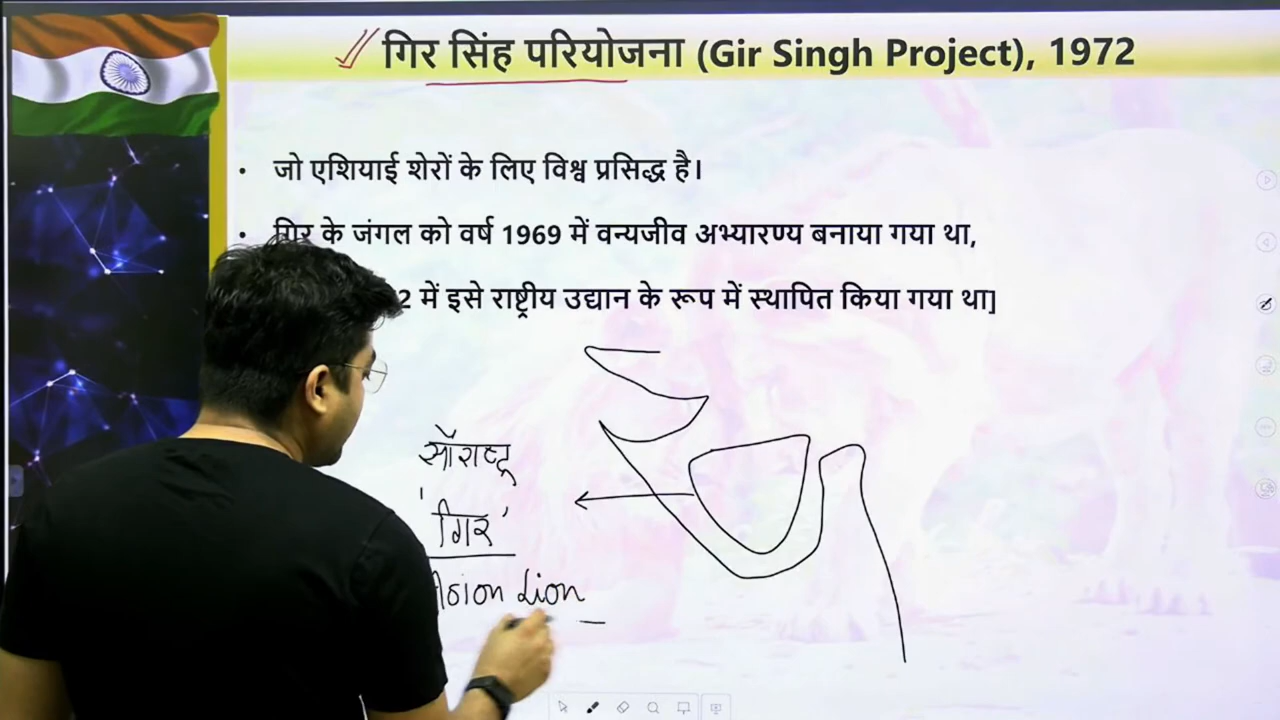 गिर सिंह परियोजना (Gir Singh Project), 1972
• जो एशियाई शेरों के लिए विश्व प्रसिद्ध है।
• गिर के जंगल को वर्ष 1969 में वन्यजीव अभ्यारण्य बनाया गया था,
2 में इसे राष्ट्रीय उद्यान के रूप में स्थापित किया गया था]
सौराष्ट्र
'गिर'
Asion Lion